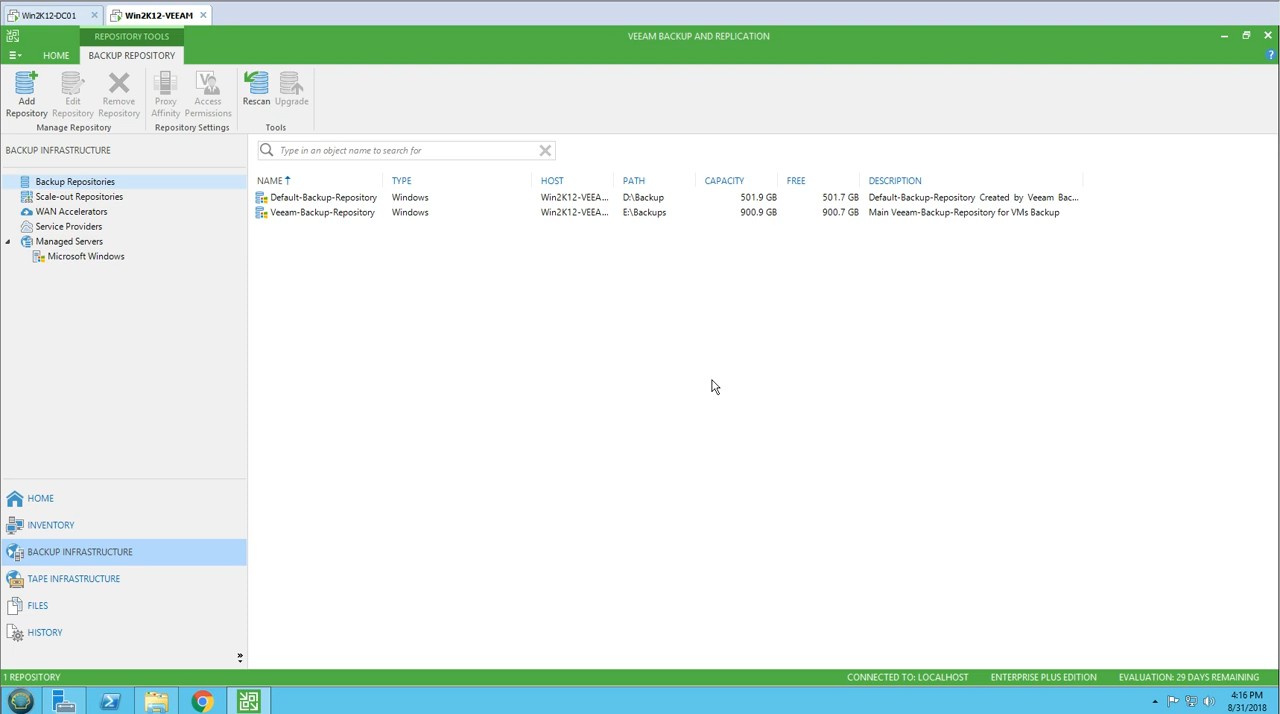 Win2K12-DC01
Win2K12-VEEAM
REPOSITORY TOOLS
VEEAM BACKUP AND REPLICATION
HOME
BACKUP REPOSITORY
Add Repository
Edit Repository
Remove Repository
Proxy Affinity
Access Permissions
Rescan
Upgrade
Manage Repository
Repository Settings
Tools
BACKUP INFRASTRUCTURE
Backup Repositories
Scale-out Repositories
WAN Accelerators
Service Providers
Managed Servers
Microsoft Windows
Type in an object name to search for
NAME TYPE HOST PATH CAPACITY FREE DESCRIPTION
Default-Backup-Repository Windows Win2K12-VEEA... D:\Backup 501.9 GB 501.7 GB Default-Backup-Repository Created by Veeam Bac...
Veeam-Backup-Repository Windows Win2K12-VEEA... E:\Backups 900.9 GB 900.7 GB Main Veeam-Backup-Repository for VMs Backup
HOME
INVENTORY
BACKUP INFRASTRUCTURE
TAPE INFRASTRUCTURE
FILES
HISTORY
1 REPOSITORY
CONNECTED TO: LOCALHOST
ENTERPRISE PLUS EDITION
EVALUATION: 29 DAYS REMAINING
4:16 PM
8/31/2018